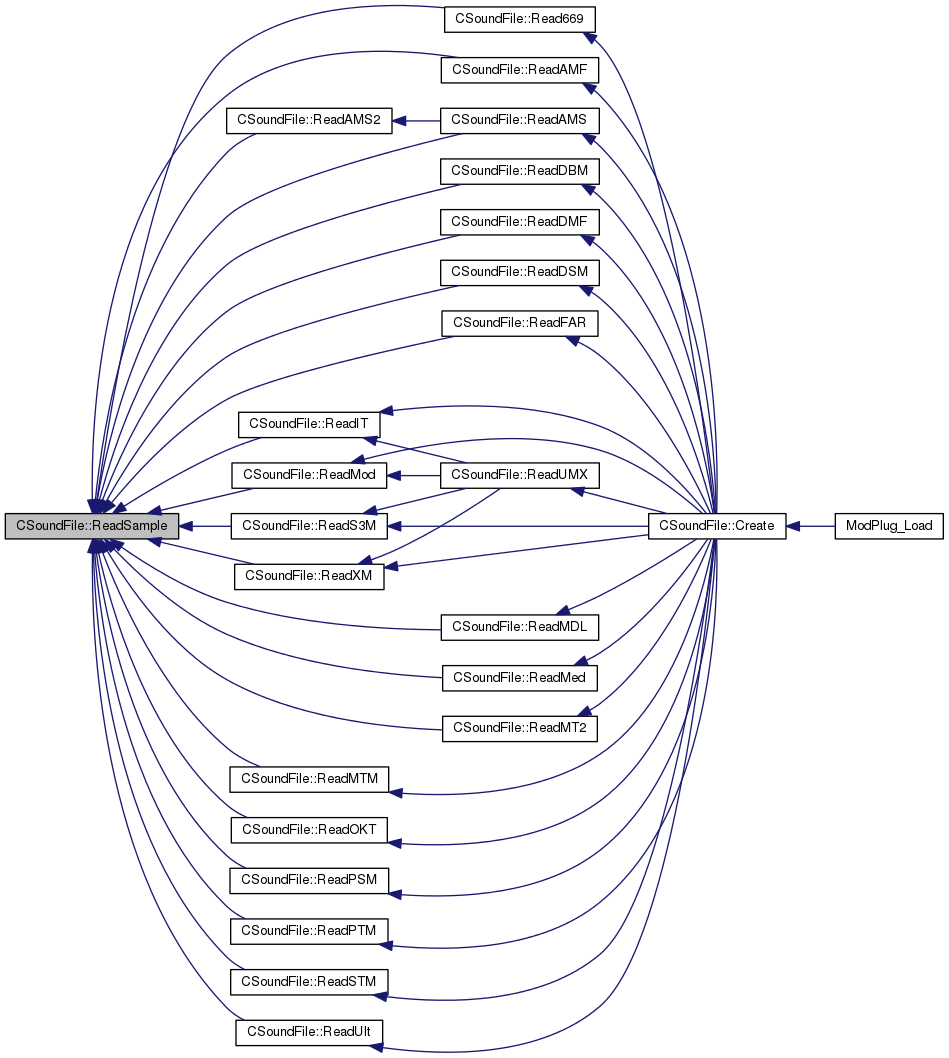 CSoundFile::Read669
CSoundFile::ReadAMF
CSoundFile::ReadAMS2
CSoundFile::ReadAMS
CSoundFile::ReadDBM
CSoundFile::ReadDMF
CSoundFile::ReadDSM
CSoundFile::ReadFAR
CSoundFile::ReadIT
CSoundFile::ReadMod
CSoundFile::ReadUMX
CSoundFile::ReadSample
CSoundFile::ReadS3M
CSoundFile::Create
ModPlug_Load
CSoundFile::ReadXM
CSoundFile::ReadMDL
CSoundFile::ReadMed
CSoundFile::ReadMT2
CSoundFile::ReadMTM
CSoundFile::ReadOKT
CSoundFile::ReadPSM
CSoundFile::ReadPTM
CSoundFile::ReadSTM
CSoundFile::ReadUlt